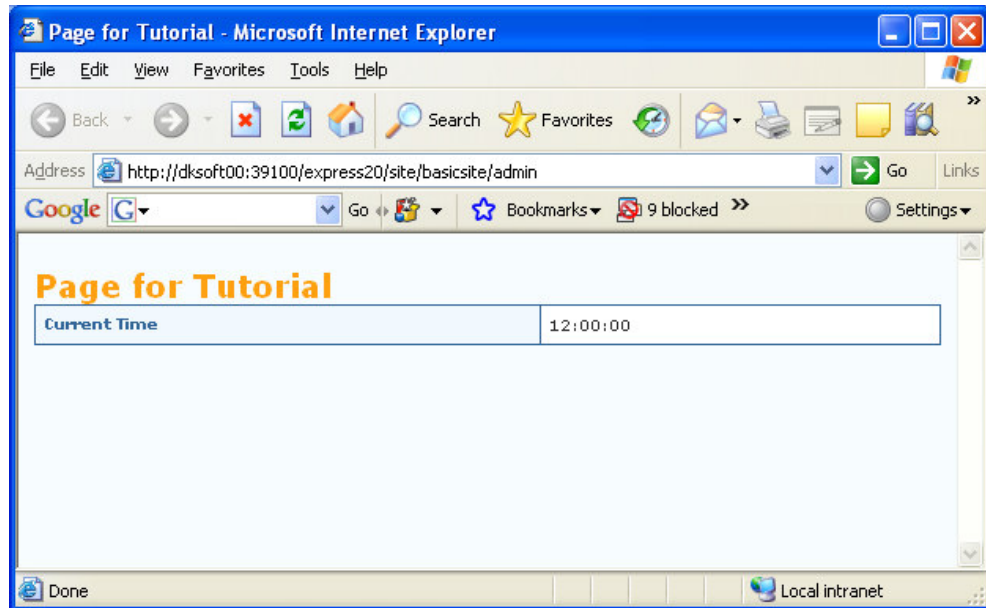 Page for Tutorial - Microsoft Internet Explorer
File Edit View Favorites Tools Help
Back Search Favorites »
Address http://dksoft00:39100/express20/site/basicsite/admin Go Links
Google G Go Bookmarks 9 blocked » Settings
Page for Tutorial
Current Time 12:00:00
Done Local intranet